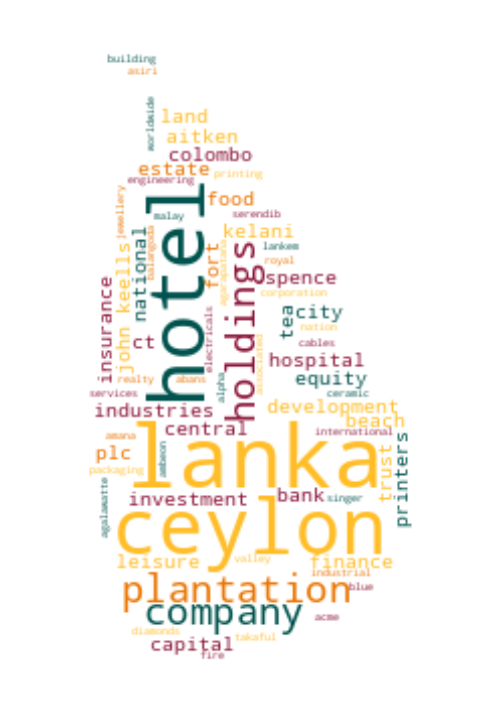 building
asiri
worldwide
land
aitken
colombo
estate
printing
engineering
jewellery
hotel
food
malay
serendib
national
balangoda
fort
agarapatana
kelani
holdings
lankem
royal
spence
corporation
insurance
john keells
ct
electricals
tea
city
nation
cables
hospital
associated
realty
abans
alpha
equity
services
ceramic
industries
development
beach
central
international
amana
lanka
plc
ambeon
packaging
trust
printers
agalawatte
investment
bank
singer
ceylon
leisure
valley
finance
industrial
plantation
blue
company
acme
diamonds
takaful
capital
fire